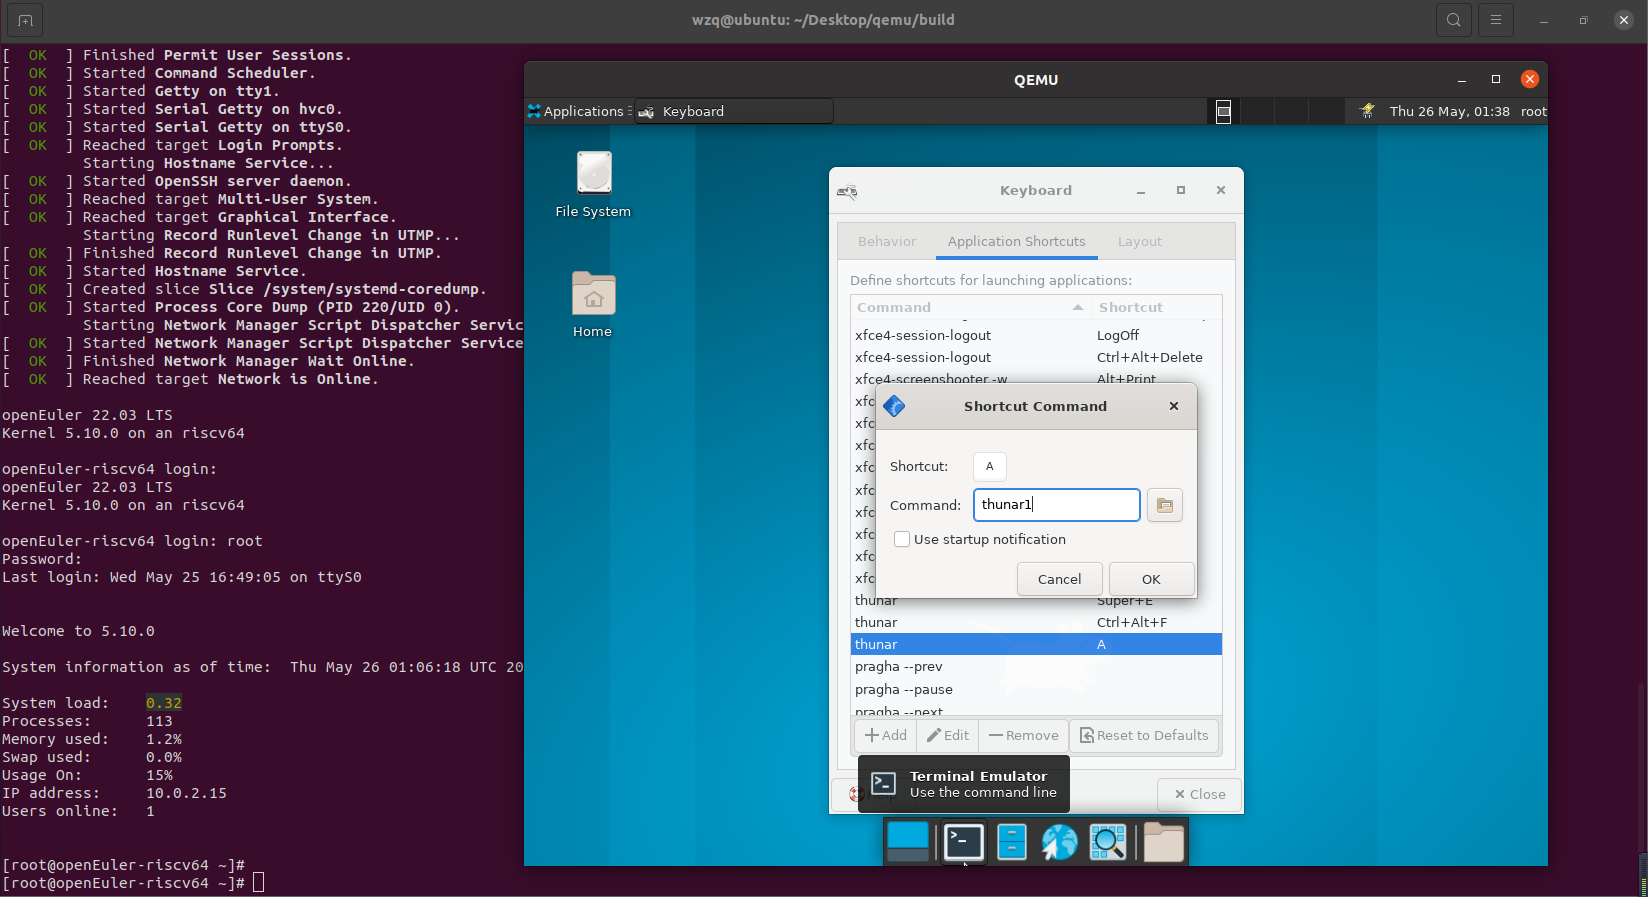 wzq@ubuntu: ~/Desktop/qemu/build
[ OK ] Finished Permit User Sessions.
[ OK ] Started Command Scheduler.
[ OK ] Started Getty on tty1.
[ OK ] Started Serial Getty on hvc0.
[ OK ] Started Serial Getty on ttyS0.
[ OK ] Reached target Login Prompts.
Starting Hostname Service...
[ OK ] Started OpenSSH server daemon.
[ OK ] Reached target Multi-User System.
[ OK ] Reached target Graphical Interface.
Starting Record Runlevel Change in UTMP...
[ OK ] Finished Record Runlevel Change in UTMP.
[ OK ] Started Hostname Service.
[ OK ] Created slice Slice /system/systemd-coredump.
[ OK ] Started Process Core Dump (PID 220/UID 0).
Starting Network Manager Script Dispatcher Servic
[ OK ] Started Network Manager Script Dispatcher Service
[ OK ] Finished Network Manager Wait Online.
[ OK ] Reached target Network is Online.
openEuler 22.03 LTS
Kernel 5.10.0 on an riscv64
openEuler-riscv64 login:
openEuler 22.03 LTS
Kernel 5.10.0 on an riscv64
openEuler-riscv64 login: root
Password:
Last login: Wed May 25 16:49:05 on ttyS0
Welcome to 5.10.0
System information as of time:  Thu May 26 01:06:18 UTC 20
System load: 0.32
Processes: 113
Memory used: 1.2%
Swap used: 0.0%
Usage On: 15%
IP address: 10.0.2.15
Users online: 1
[root@openEuler-riscv64 ~]#
[root@openEuler-riscv64 ~]#
QEMU
Applications
Keyboard
Thu 26 May, 01:38
root
File System
Home
Keyboard
Behavior
Application Shortcuts
Layout
Define shortcuts for launching applications:
Command
Shortcut
xfce4-session-logout LogOff
xfce4-session-logout Ctrl+Alt+Delete
xfce4-screenshooter -w Alt+Print
xfc
xfc
xfc
xfc
xfc
xfc
xfc
xfc
xfc
thunar Super+E
thunar Ctrl+Alt+F
thunar A
pragha --prev
pragha --pause
pragha --next
Add
Edit
Remove
Reset to Defaults
Close
Shortcut Command
Shortcut: A
Command: thunar1
Use startup notification
Cancel
OK
Terminal Emulator
Use the command line